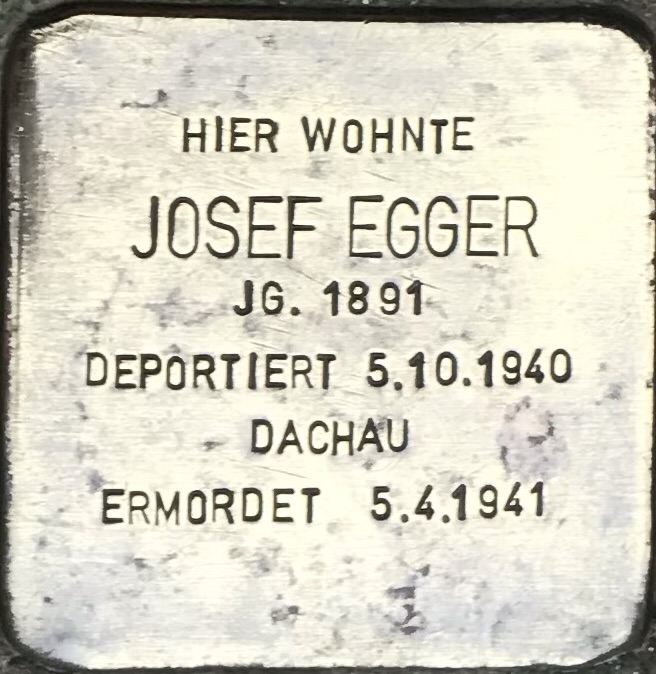 HIER WOHNTE
JOSEF EGGER
JG. 1891
DEPORTIERT 5.10.1940
DACHAU
ERMORDET 5.4.1941